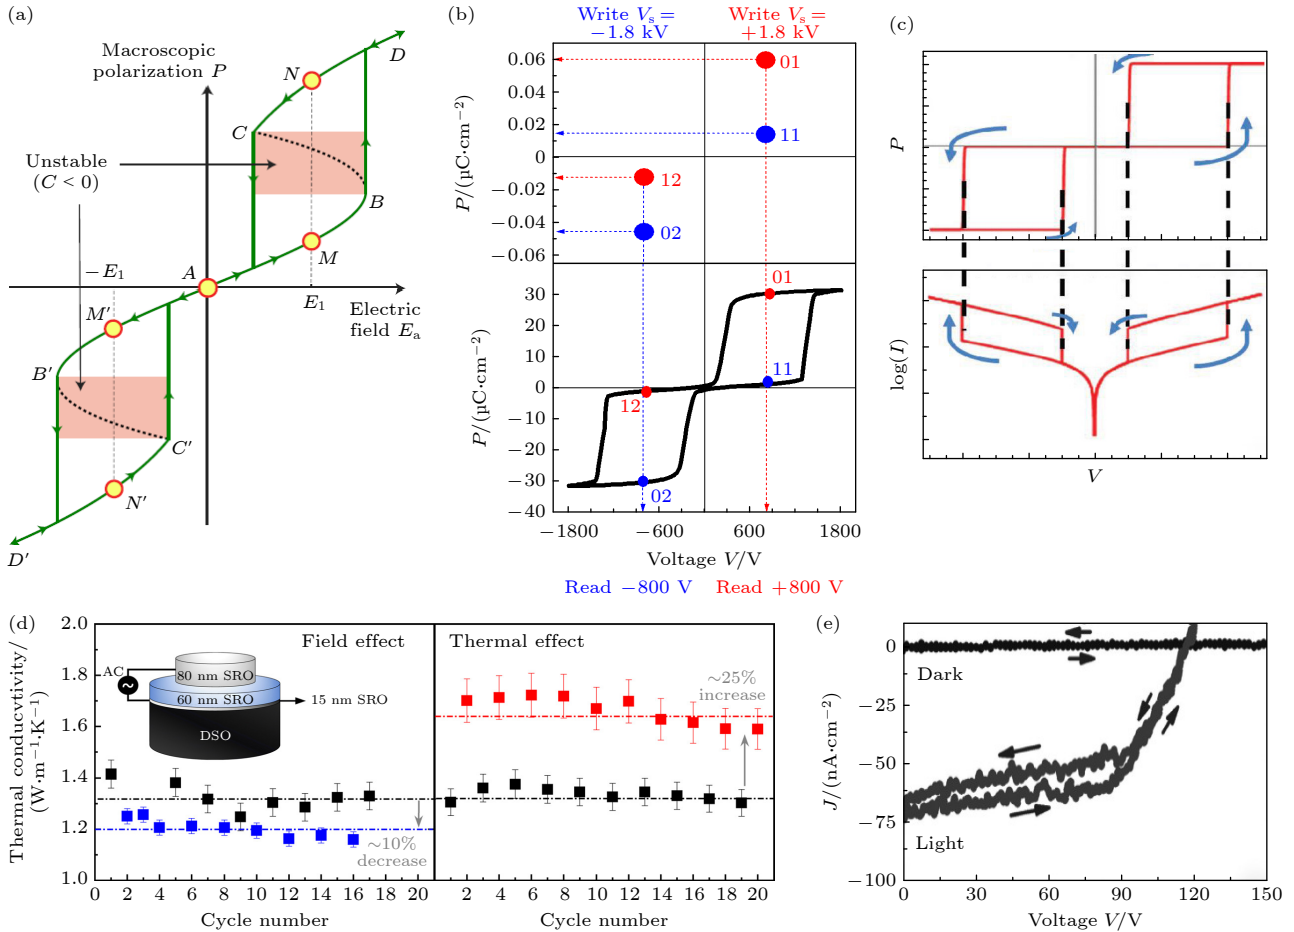 (a)
Macroscopic
polarization P
D
N
C
Unstable
(C < 0)
B
M
A
−E1
E1
Electric
field Ea
M′
B′
C′
N′
D′
(b)
Write Vs =
−1.8 kV
Write Vs =
+1.8 kV
P/(μC·cm−2)
0.06
0.04
0.02
0
−0.02
−0.04
0.06
01
11
12
02
P/(μC·cm−2)
30
20
10
0
−10
−20
−30
−40
01
11
12
02
−1800
−600
600
1800
Voltage V/V
Read −800 V
Read +800 V
(c)
P
log(I)
V
(d)
Thermal conducvtivity/
(W·m−1·K−1)
2.0
1.8
1.6
1.4
1.2
1.0
Field effect
Thermal effect
AC
80 nm SRO
60 nm SRO
15 nm SRO
DSO
~10%
decrease
~25%
increase
0 2 4 6 8 10 12 14 16 18 20
0 2 4 6 8 10 12 14 16 18 20
Cycle number
Cycle number
(e)
J/(nA·cm−2)
0
−25
−50
−75
−100
Dark
Light
0 30 60 90 120 150
Voltage V/V